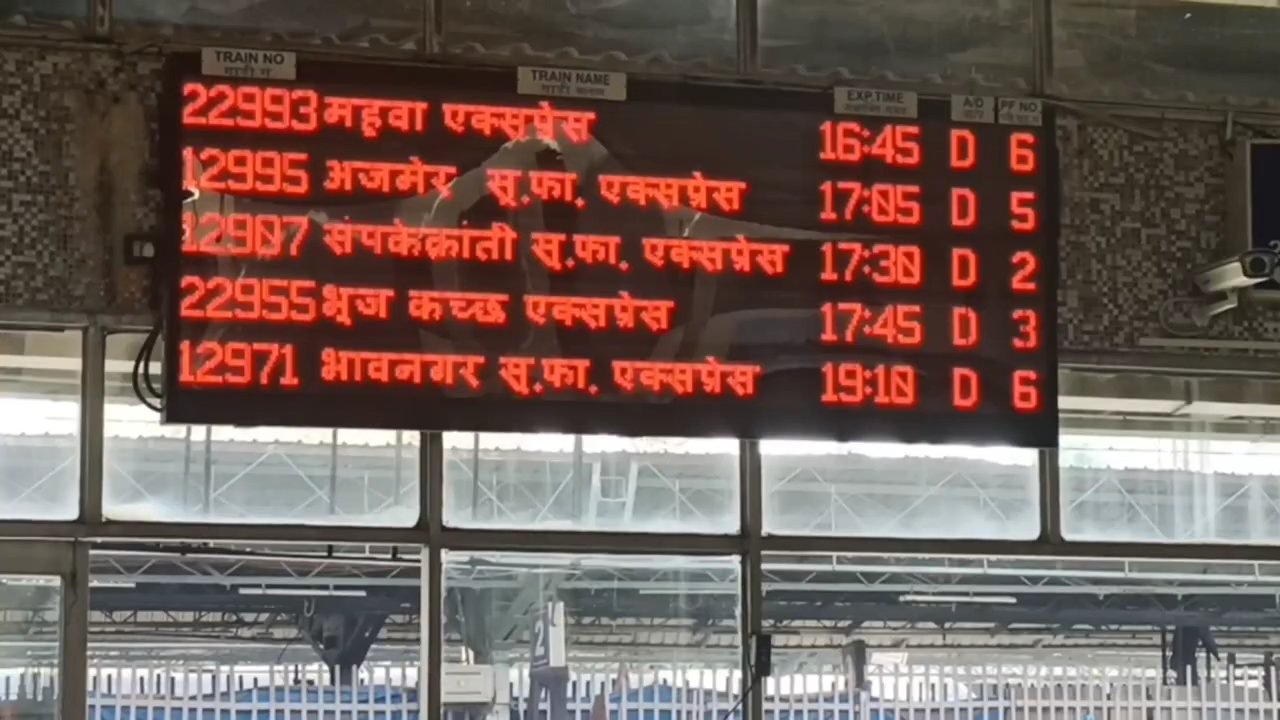 TRAIN NO TRAIN NAME EXP.TIME A/D PF NO
गाड़ी नं गाड़ी का नाम
22993 महुवा एक्सप्रेस 16:45 D 6
12995 अजमेर सू.फा. एक्सप्रेस 17:05 D 5
12907 संपर्कक्रांती सू.फा. एक्सप्रेस 17:30 D 2
22955 भूज कच्छ एक्सप्रेस 17:45 D 3
12971 भावनगर सू.फा. एक्सप्रेस 19:10 D 6
2